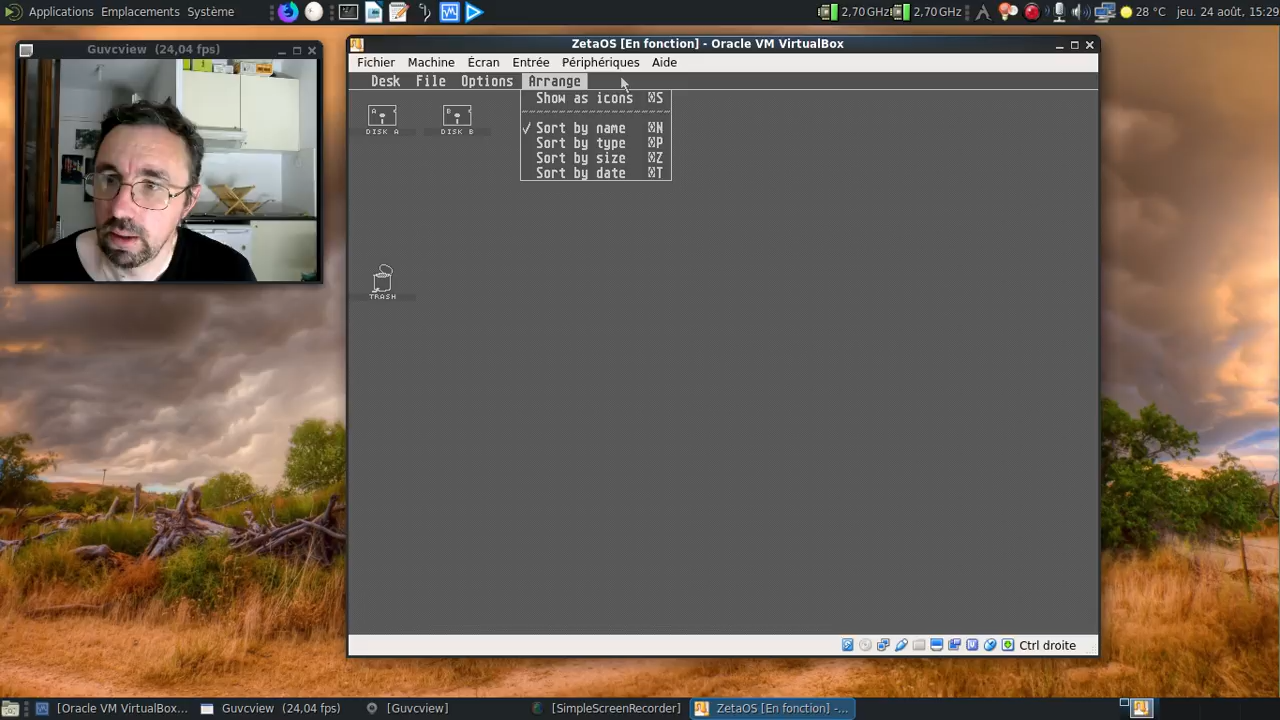 Applications Emplacements Système
2,70 GHz 2,70 GHz 28 °C jeu. 24 août, 15:29
Guvcview (24,04 fps)
ZetaOS [En fonction] - Oracle VM VirtualBox
Fichier Machine Écran Entrée Périphériques Aide
Desk File Options Arrange
Show as icons S
Sort by name N
Sort by type P
Sort by size Z
Sort by date T
A
B
DISK A DISK B
TRASH
Ctrl droite
[Oracle VM VirtualBox... Guvcview (24,04 fps) [Guvcview] [SimpleScreenRecorder] ZetaOS [En fonction] -...